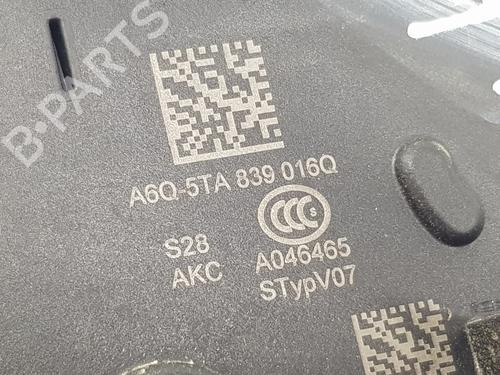 B-PARTS
A6Q-5TA 839 016Q
CCC S
S28
A046465
AKC
STypV07